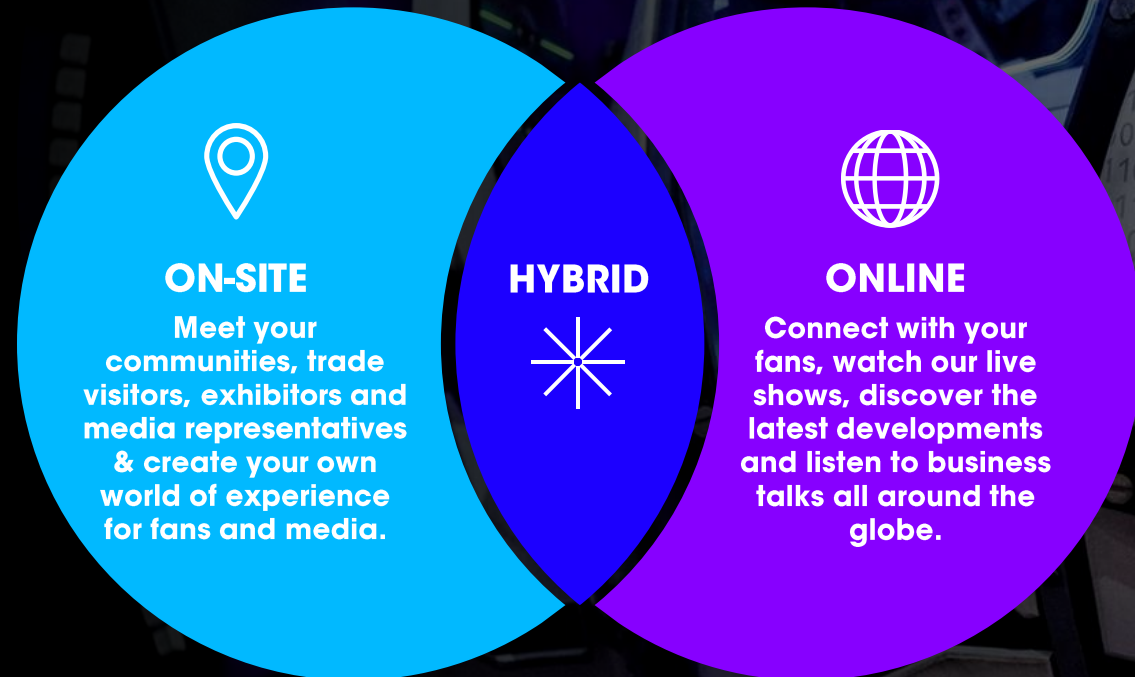 ON-SITE
Meet your
communities, trade
visitors, exhibitors and
media representatives
& create your own
world of experience
for fans and media.
HYBRID
ONLINE
Connect with your
fans, watch our live
shows, discover the
latest developments
and listen to business
talks all around the
globe.